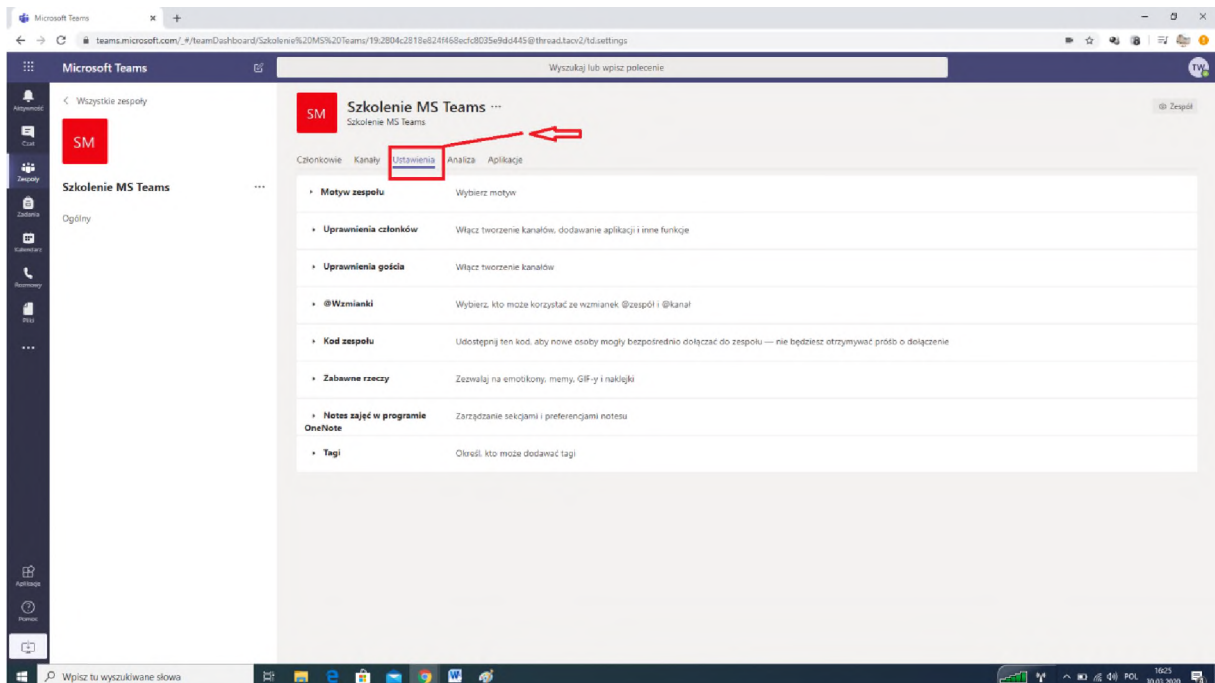 Microsoft Teams
teams.microsoft.com/_#/teamDashboard/Szkolenie%20MS%20Teams/19:2804c2818e824f468ecfc8035e9dd445@thread.tacv2/td.settings
Microsoft Teams
Wyszukaj lub wpisz polecenie
TW
Aktywność
Czat
Zespoły
Zadania
Kalendarz
Rozmowy
Pliki
Aplikacje
Pomoc
< Wszystkie zespoły
SM
Szkolenie MS Teams ...
Ogólny
SM
Szkolenie MS Teams ...
Szkolenie MS Teams
Zespół
Członkowie Kanały Ustawienia Analiza Aplikacje
Motyw zespołu Wybierz motyw
Uprawnienia członków Włącz tworzenie kanałów, dodawanie aplikacji i inne funkcje
Uprawnienia gościa Włącz tworzenie kanałów
@Wzmianki Wybierz, kto może korzystać ze wzmianek @zespół i @kanał
Kod zespołu Udostępnij ten kod, aby nowe osoby mogły bezpośrednio dołączać do zespołu — nie będziesz otrzymywać próśb o dołączenie
Zabawne rzeczy Zezwalaj na emotikony, memy, GIF-y i naklejki
Notes zajęć w programie Zarządzanie sekcjami i preferencjami notesu
OneNote
Tagi Określ, kto może dodawać tagi
Wpisz tu wyszukiwane słowa
POL
16:25
30.03.2020